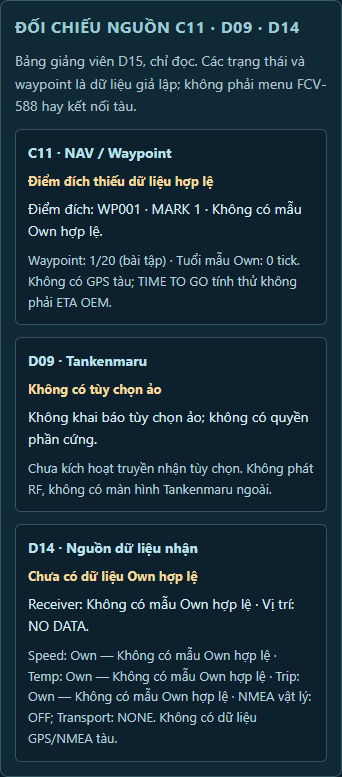 ĐỐI CHIẾU NGUỒN C11 · D09 · D14
Bảng giảng viên D15, chỉ đọc. Các trạng thái và
waypoint là dữ liệu giả lập; không phải menu FCV-
588 hay kết nối tàu.
C11 · NAV / Waypoint
Điểm đích thiếu dữ liệu hợp lệ
Điểm đích: WP001 · MARK 1 · Không có mẫu
Own hợp lệ.
Waypoint: 1/20 (bài tập) · Tuổi mẫu Own: 0 tick.
Không có GPS tàu; TIME TO GO tính thử không
phải ETA OEM.
D09 · Tankenmaru
Không có tùy chọn ảo
Không khai báo tùy chọn ảo; không có quyền
phần cứng.
Chưa kích hoạt truyền nhận tùy chọn. Không phát
RF, không có màn hình Tankenmaru ngoài.
D14 · Nguồn dữ liệu nhận
Chưa có dữ liệu Own hợp lệ
Receiver: Không có mẫu Own hợp lệ · Vị trí:
NO DATA.
Speed: Own — Không có mẫu Own hợp lệ ·
Temp: Own — Không có mẫu Own hợp lệ · Trip:
Own — Không có mẫu Own hợp lệ · NMEA vật lý:
OFF; Transport: NONE. Không có dữ liệu
GPS/NMEA tàu.